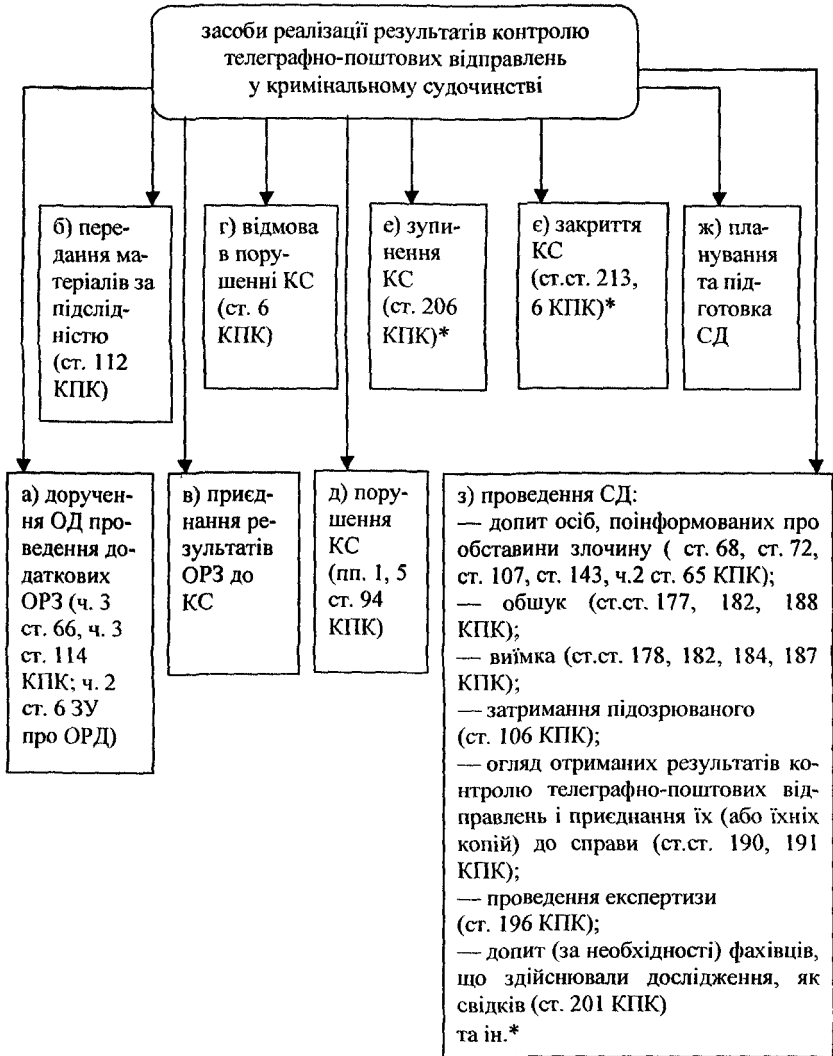 засоби реалізації результатів контролю
телеграфно-поштових відправлень
у кримінальному судочинстві
б) пере-
дання ма-
теріалів за
підслід-
ністю
(ст. 112
КПК)
г) відмова
в пору-
шенні КС
(ст. 6
КПК)
е) зупи-
нення
КС
(ст. 206
КПК)*
є) закриття
КС
(ст.ст. 213,
6 КПК)*
ж) пла-
нування
та під-
готовка
СД
а) доручен-
ня ОД про-
ведення до-
даткових
ОРЗ (ч. 3
ст. 66, ч. 3
ст. 114
КПК; ч. 2
ст. 6 ЗУ
про ОРД)
в) приєд-
нання ре-
зультатів
ОРЗ до
КС
д) пору-
шення
КС
(пп. 1, 5
ст. 94
КПК)
з) проведення СД:
— допит осіб, поінформованих про
обставини злочину ( ст. 68, ст. 72,
ст. 107, ст. 143, ч.2 ст. 65 КПК);
— обшук (ст.ст. 177, 182, 188
КПК);
— виїмка (ст.ст. 178, 182, 184, 187
КПК);
— затримання підозрюваного
(ст. 106 КПК);
— огляд отриманих результатів ко-
нтролю телеграфно-поштових від-
правлень і приєднання їх (або їхніх
копій) до справи (ст.ст. 190, 191
КПК);
— проведення експертизи
(ст. 196 КПК);
— допит (за необхідності) фахівців,
що здійснювали дослідження, як
свідків (ст. 201 КПК)
та ін.*